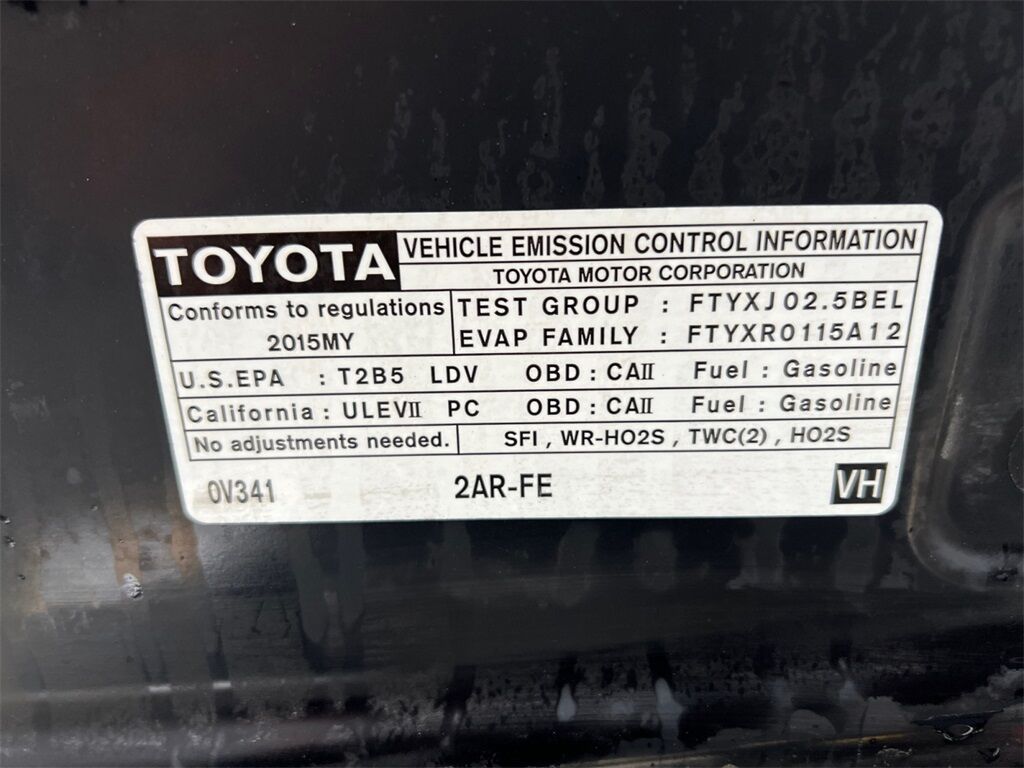 TOYOTA
VEHICLE EMISSION CONTROL INFORMATION
TOYOTA MOTOR CORPORATION
Conforms to regulations
2015MY
TEST GROUP : FTYXJ02.5BEL
EVAP FAMILY : FTYXR0115A12
U.S.EPA : T2B5 LDV OBD : CAII Fuel : Gasoline
California : ULEVII PC OBD : CAII Fuel : Gasoline
No adjustments needed. SFI , WR-HO2S , TWC(2) , HO2S
0V341 2AR-FE VH